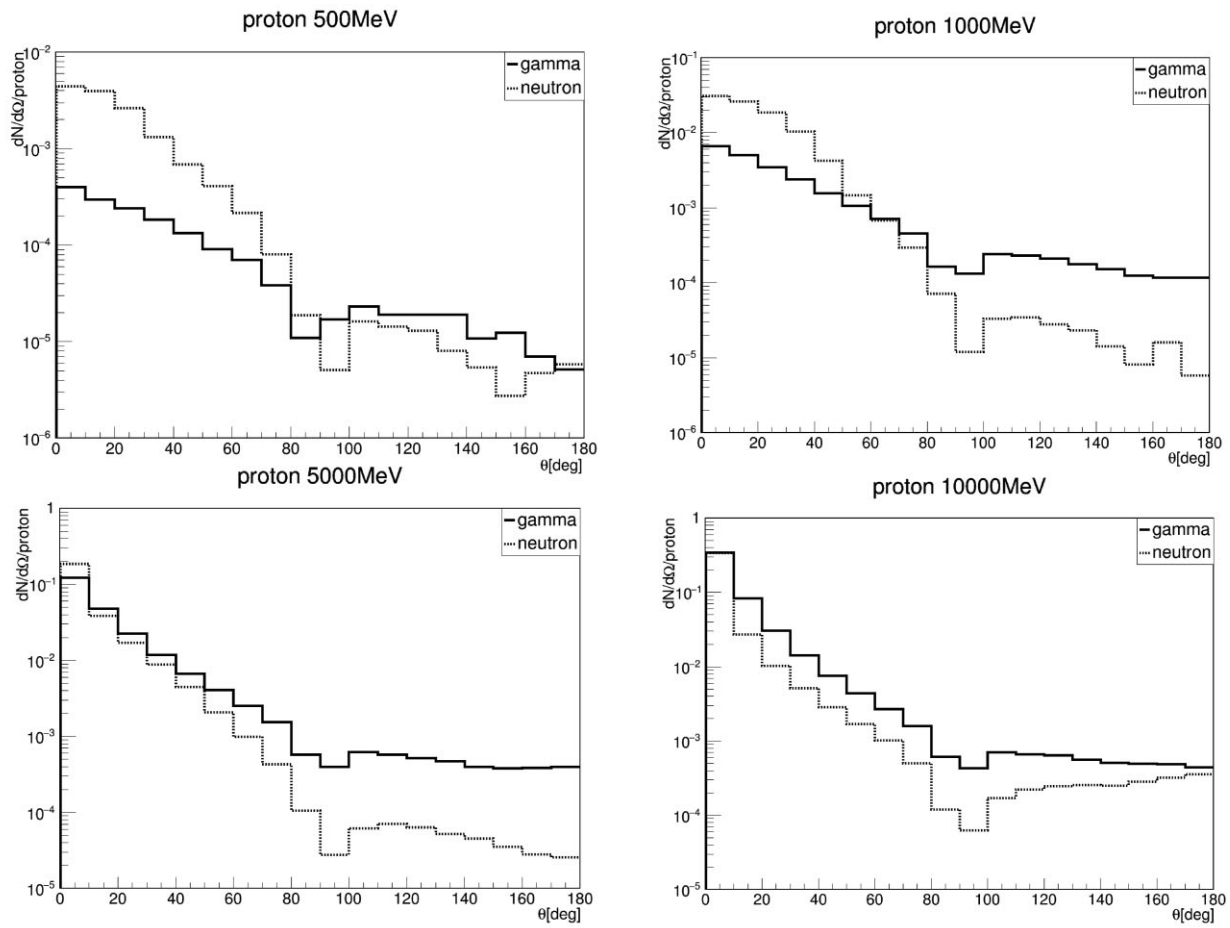 proton 500MeV
dN/dΩ/proton
10⁻²
10⁻³
10⁻⁴
10⁻⁵
10⁻⁶
gamma
neutron
0 20 40 60 80 100 120 140 160 180
θ[deg]
proton 1000MeV
dN/dΩ/proton
10⁻¹
10⁻²
10⁻³
10⁻⁴
10⁻⁵
10⁻⁶
gamma
neutron
0 20 40 60 80 100 120 140 160 180
θ[deg]
proton 5000MeV
dN/dΩ/proton
1
10⁻¹
10⁻²
10⁻³
10⁻⁴
10⁻⁵
gamma
neutron
0 20 40 60 80 100 120 140 160 180
θ[deg]
proton 10000MeV
dN/dΩ/proton
1
10⁻¹
10⁻²
10⁻³
10⁻⁴
10⁻⁵
gamma
neutron
0 20 40 60 80 100 120 140 160 180
θ[deg]